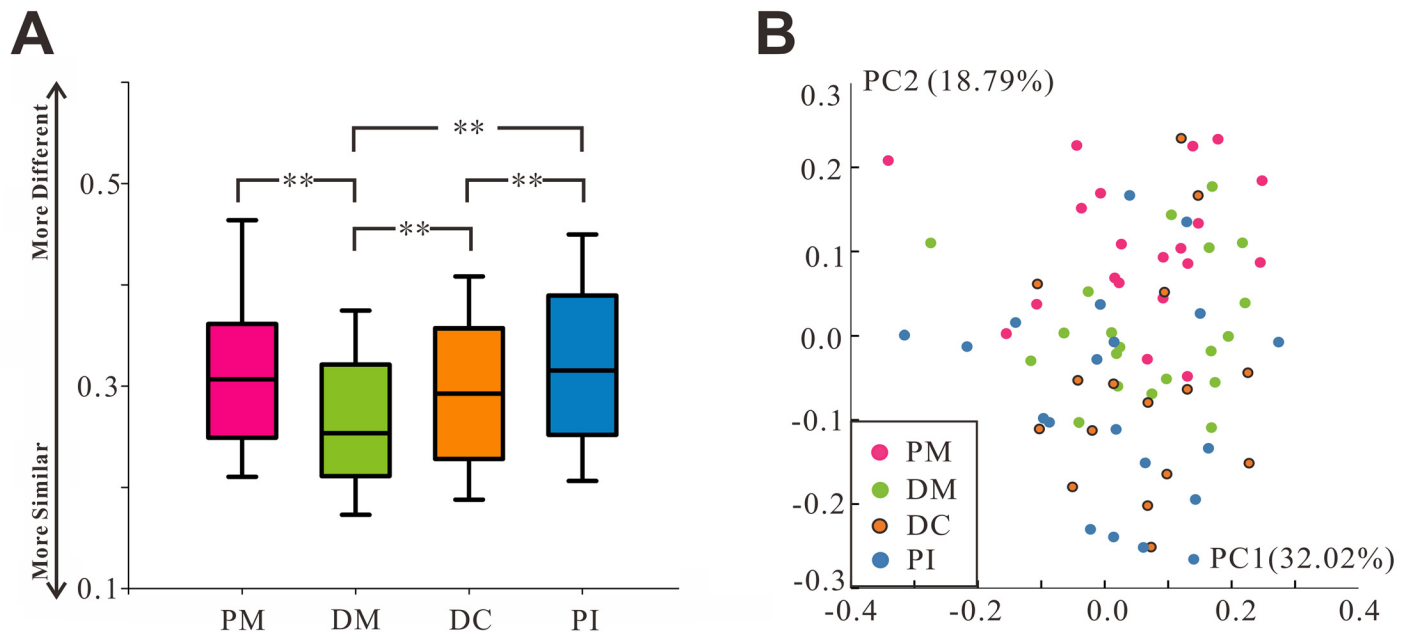 A
More Different
More Similar
0.5
0.3
0.1
**
**
**
**
PM
DM
DC
PI
B
PC2 (18.79%)
0.3
0.2
0.1
0.0
-0.1
-0.2
-0.3
PM
DM
DC
PI
PC1(32.02%)
-0.4
-0.2
0.0
0.2
0.4